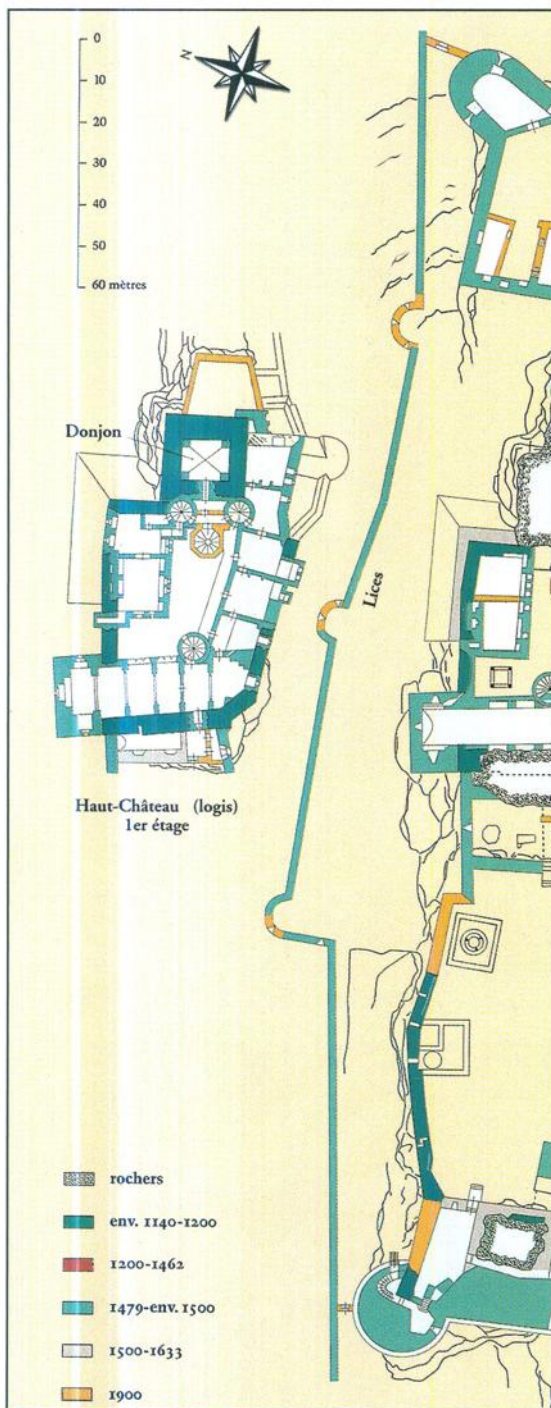 0
N
10
20
30
40
50
60 mètres
Donjon
Lices
Haut-Château (logis)
1er étage
rochers
env. 1140-1200
1200-1462
1479-env. 1500
1500-1633
1900